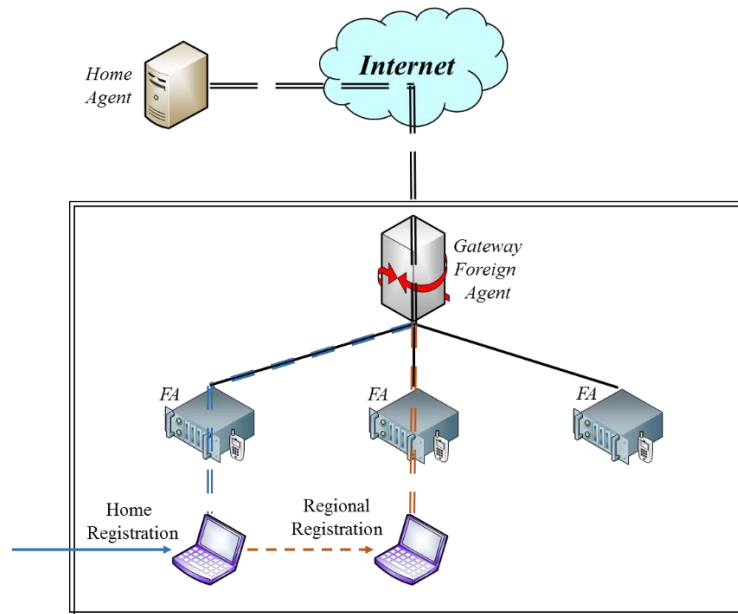 Home
Agent
Internet
Gateway
Foreign
Agent
FA
FA
FA
Home
Registration
Regional
Registration